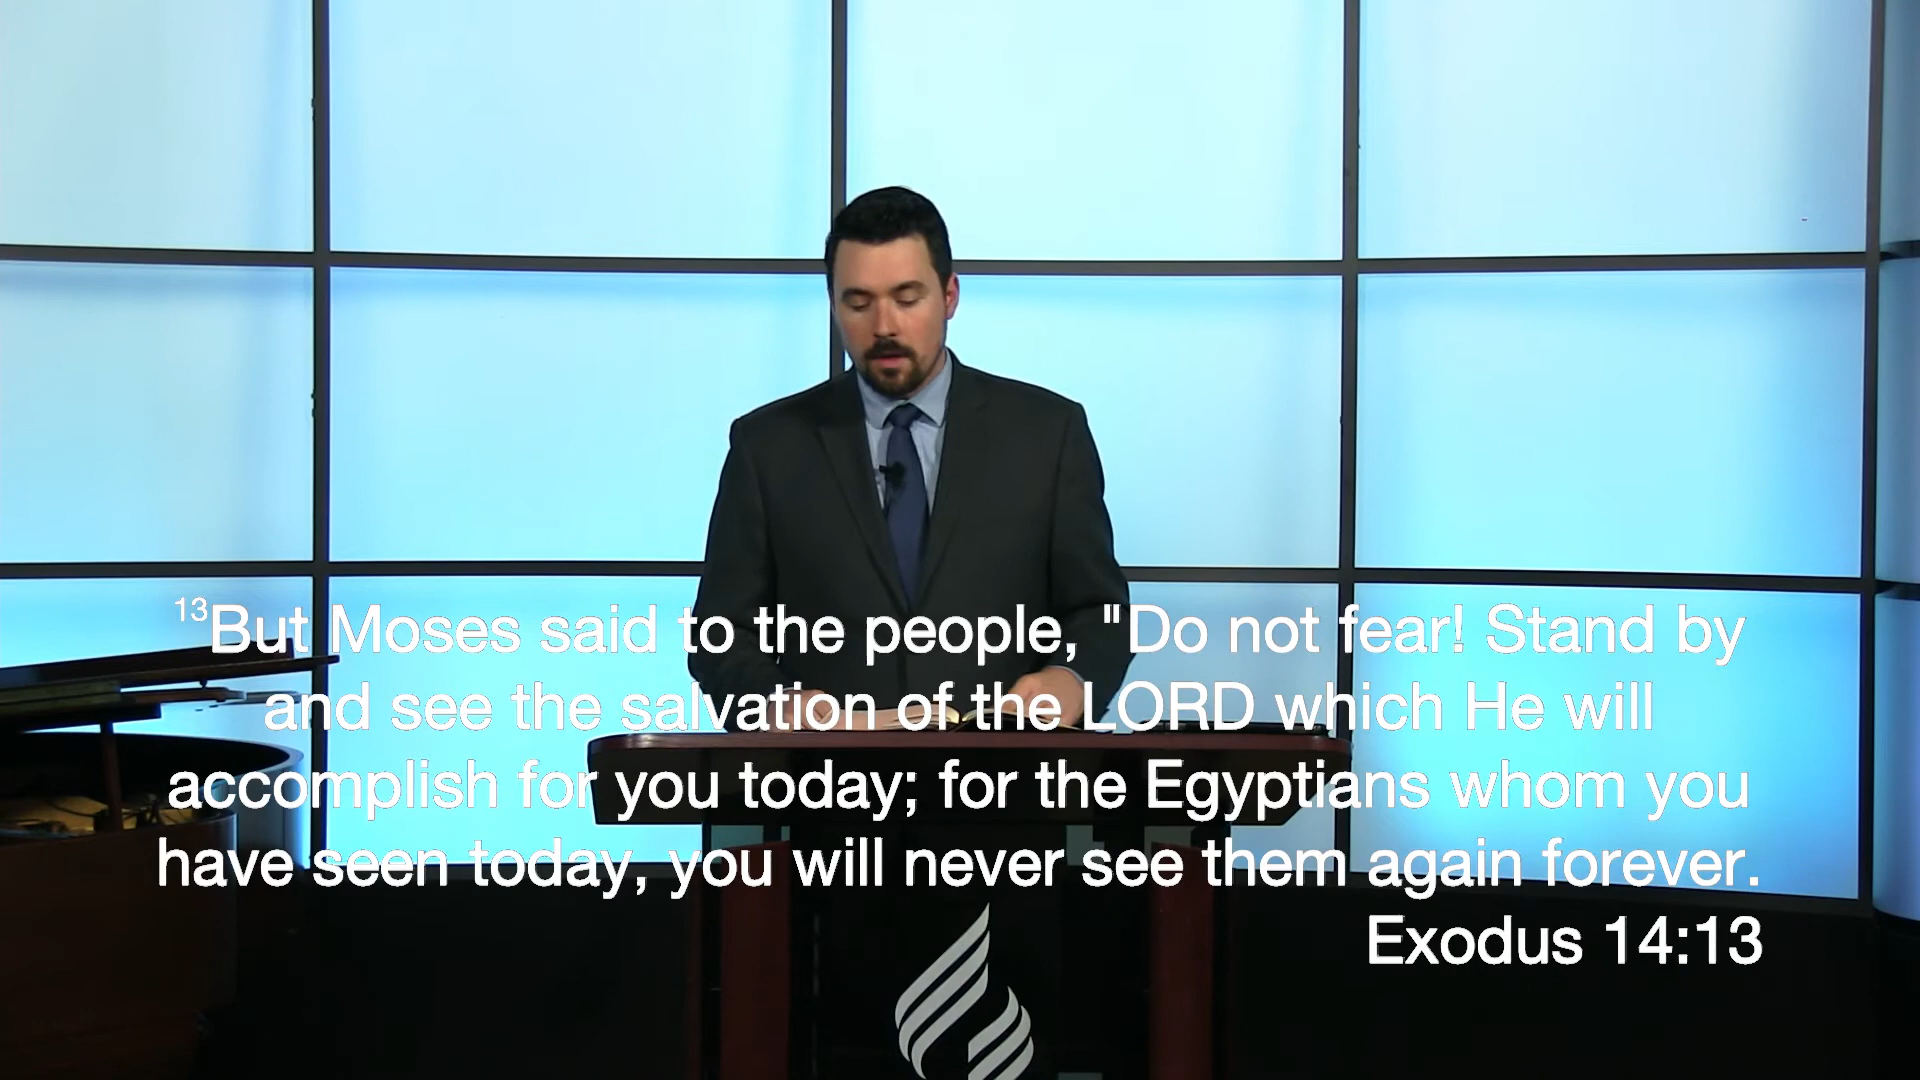 13But Moses said to the people, "Do not fear! Stand by
and see the salvation of the LORD which He will
accomplish for you today; for the Egyptians whom you
have seen today, you will never see them again forever.
Exodus 14:13